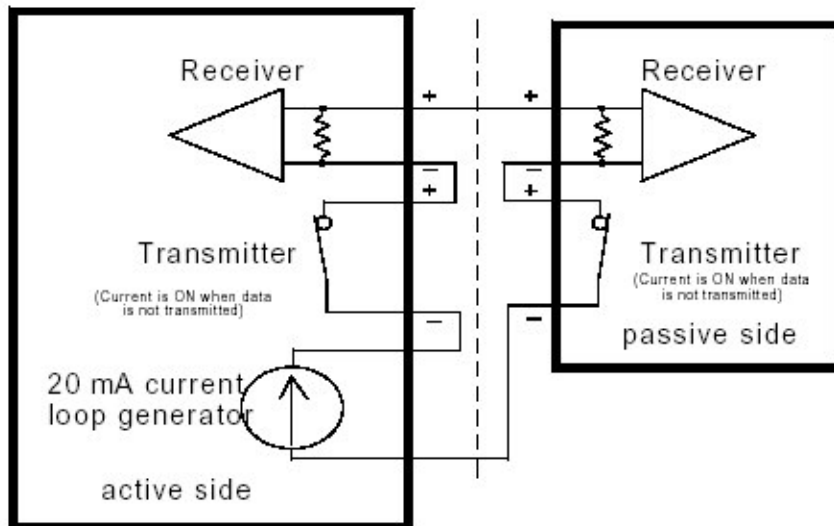 Receiver
Receiver
+
+
−
+
−
+
Transmitter
(Current is ON when data
is not transmitted)
Transmitter
(Current is ON when data
is not transmitted)
−
−
passive side
20 mA current
loop generator
active side